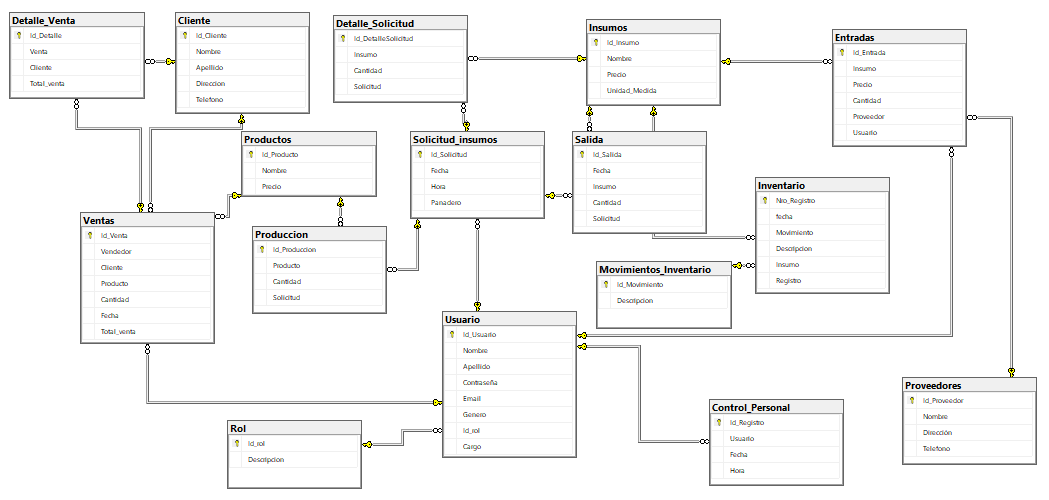 Detalle_Venta
Id_Detalle
Venta
Cliente
Total_venta
Cliente
Id_Cliente
Nombre
Apellido
Direccion
Telefono
Detalle_Solicitud
Id_DetalleSolicitud
Insumo
Cantidad
Solicitud
Insumos
Id_Insumo
Nombre
Precio
Unidad_Medida
Entradas
Id_Entrada
Insumo
Precio
Cantidad
Proveedor
Usuario
Productos
Id_Producto
Nombre
Precio
Solicitud_insumos
Id_Solicitud
Fecha
Hora
Panadero
Salida
Id_Salida
Fecha
Insumo
Cantidad
Solicitud
Inventario
Nro_Registro
fecha
Movimiento
Descripcion
Insumo
Registro
Ventas
Id_Venta
Vendedor
Cliente
Producto
Cantidad
Fecha
Total_venta
Produccion
Id_Produccion
Producto
Cantidad
Solicitud
Movimientos_Inventario
Id_Movimiento
Descripcion
Usuario
Id_Usuario
Nombre
Apellido
Contraseña
Email
Genero
Id_rol
Cargo
Proveedores
Id_Proveedor
Nombre
Dirección
Telefono
Control_Personal
Id_Registro
Usuario
Fecha
Hora
Rol
Id_rol
Descripcion